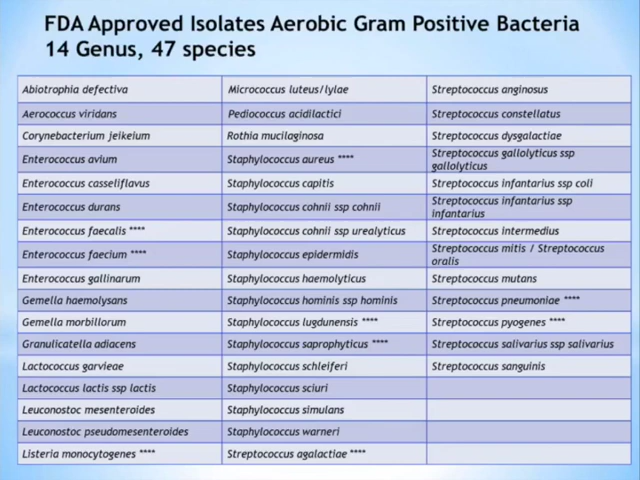 FDA Approved Isolates Aerobic Gram Positive Bacteria
14 Genus, 47 species
Abiotrophia defectiva Micrococcus luteus/lylae Streptococcus anginosus
Aerococcus viridans Pediococcus acidilactici Streptococcus constellatus
Corynebacterium jeikeium Rothia mucilaginosa Streptococcus dysgalactiae
Enterococcus avium Staphylococcus aureus **** Streptococcus gallolyticus ssp
gallolyticus
Enterococcus casseliflavus Staphylococcus capitis Streptococcus infantarius ssp coli
Enterococcus durans Staphylococcus cohnii ssp cohnii Streptococcus infantarius ssp
infantarius
Enterococcus faecalis **** Staphylococcus cohnii ssp urealyticus Streptococcus intermedius
Enterococcus faecium **** Staphylococcus epidermidis Streptococcus mitis / Streptococcus
oralis
Enterococcus gallinarum Staphylococcus haemolyticus Streptococcus mutans
Gemella haemolysans Staphylococcus hominis ssp hominis Streptococcus pneumoniae ****
Gemella morbillorum Staphylococcus lugdunensis **** Streptococcus pyogenes ****
Granulicatella adiacens Staphylococcus saprophyticus **** Streptococcus salivarius ssp salivarius
Lactococcus garvieae Staphylococcus schleiferi Streptococcus sanguinis
Lactococcus lactis ssp lactis Staphylococcus sciuri
Leuconostoc mesenteroides Staphylococcus simulans
Leuconostoc pseudomesenteroides Staphylococcus warneri
Listeria monocytogenes **** Streptococcus agalactiae ****